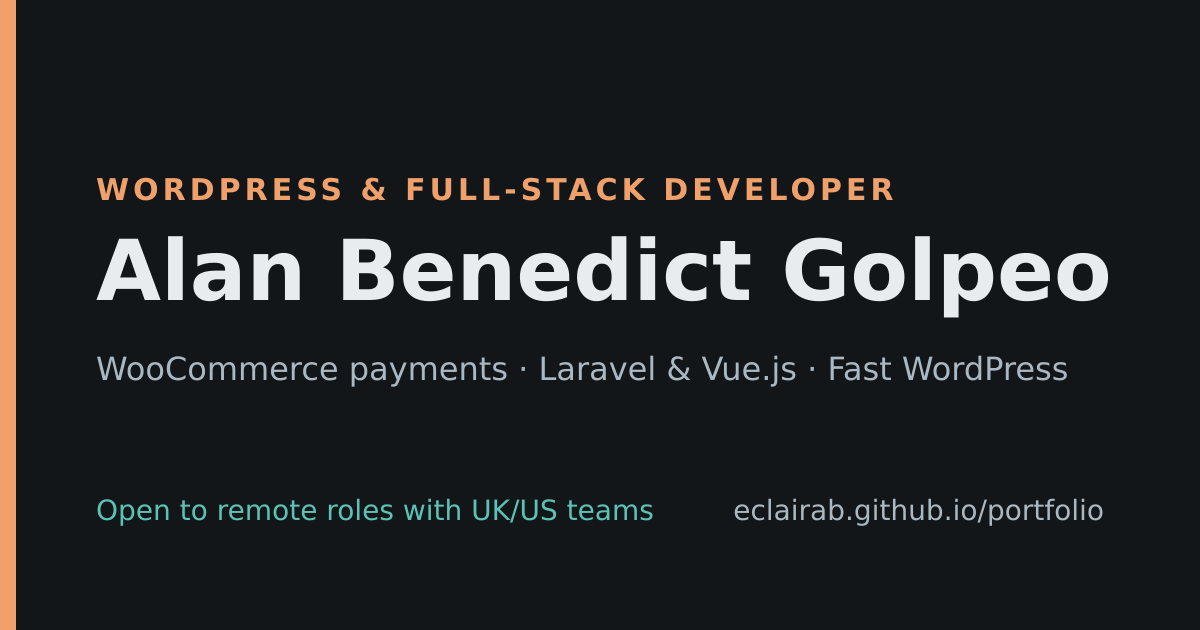 WORDPRESS & FULL-STACK DEVELOPER
Alan Benedict Golpeo
WooCommerce payments · Laravel & Vue.js · Fast WordPress
Open to remote roles with UK/US teams
eclairab.github.io/portfolio